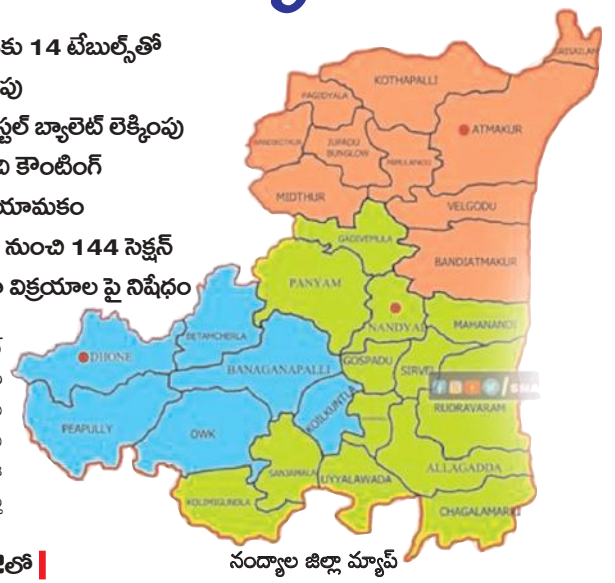 కు 14 టేబుల్స్‌తో
పు
స్టల్ బ్యాలెట్ లెక్కింపు
వి కౌంటింగ్
యామకం
నుంచి 144 సెక్షన్
విక్రయాల పై నిషేధం
SRISAILAM
KOTHAPALLI
PAGIDYALA
ATMAKUR
JUPADU
BUNGLOW
MIDTHUR
VELGODU
GADIVEMULA
BANDIATMAKUR
PANYAM
NANDYAL
MAHANANDI
BETAMCHERLA
DHONE
BANAGANAPALLI
GOSPADU
SIRVEL
KOILKUNTLA
RUDRAVARAM
PEAPULLY
OWK
SANJAMALA
UYYALAWADA
ALLAGADDA
KOLIMIGUNDLA
CHAGALAMARRI
లో
నంద్యాల జిల్లా మ్యాప్